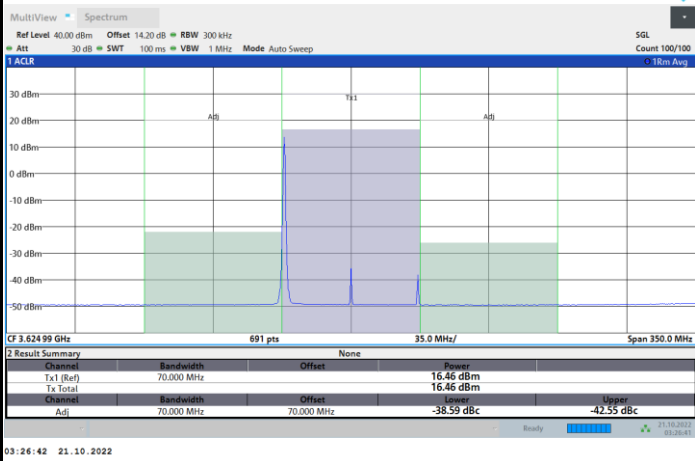 MultiView Spectrum
Ref Level 40.00 dBm Offset 14.20 dB RBW 300 kHz SGL
Att 30 dB SWT 100 ms VBW 1 MHz Mode Auto Sweep Count 100/100
1 ACLR 1Rm Avg
30 dBm
Tx1
20 dBm Adj Adj
10 dBm
0 dBm
-10 dBm
-20 dBm
-30 dBm
-40 dBm
-50 dBm
CF 3.624 99 GHz 691 pts 35.0 MHz/ Span 350.0 MHz
2 Result Summary None
Channel Bandwidth Offset Power
Tx1 (Ref) 70.000 MHz 16.46 dBm
Tx Total 16.46 dBm
Channel Bandwidth Offset Lower Upper
Adj 70.000 MHz 70.000 MHz -38.59 dBc -42.55 dBc
Ready 21.10.2022
03:26:41
03:26:42 21.10.2022